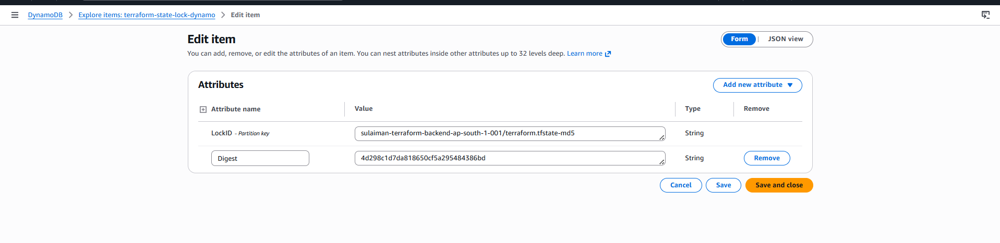 DynamoDB > Explore items: terraform-state-lock-dynamo > Edit item
Edit item
Form | JSON view
You can add, remove, or edit the attributes of an item. You can nest attributes inside other attributes up to 32 levels deep. Learn more
Attributes
Add new attribute
Attribute name Value Type Remove
LockID - Partition key sulaiman-terraform-backend-ap-south-1-001/terraform.tfstate-md5 String
Digest 4d298c1d7da818650cf5a295484386bd String Remove
Cancel Save Save and close